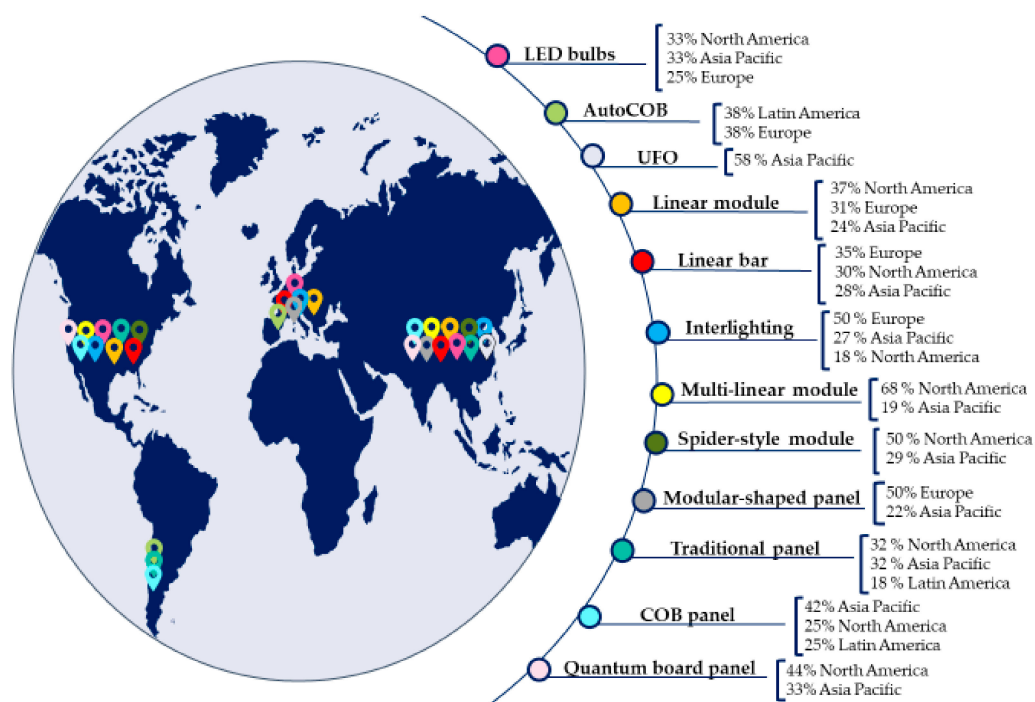 LED bulbs
33% North America
33% Asia Pacific
25% Europe
AutoCOB
38% Latin America
38% Europe
UFO
58 % Asia Pacific
Linear module
37% North America
31% Europe
24% Asia Pacific
Linear bar
35% Europe
30% North America
28% Asia Pacific
Interlighting
50 % Europe
27 % Asia Pacific
18 % North America
Multi-linear module
68 % North America
19 % Asia Pacific
Spider-style module
50 % North America
29 % Asia Pacific
Modular-shaped panel
50% Europe
22% Asia Pacific
Traditional panel
32 % North America
32 % Asia Pacific
18 % Latin America
COB panel
42% Asia Pacific
25% North America
25% Latin America
Quantum board panel
44% North America
33% Asia Pacific